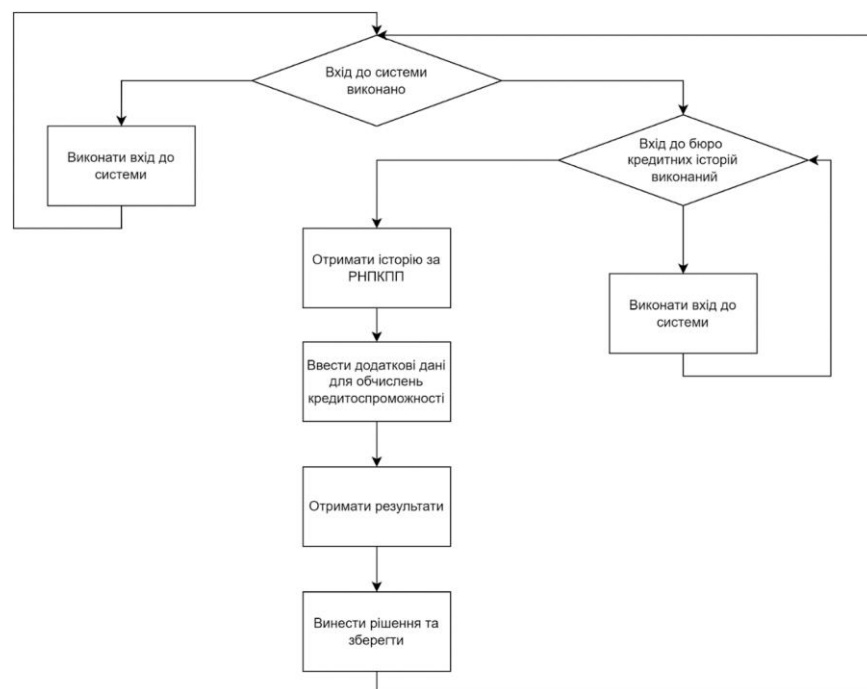 Вхід до системи
виконано
Виконати вхід до
системи
Вхід до бюро
кредитних історій
виконаний
Отримати історію за
РНПКПП
Виконати вхід до
системи
Ввести додаткові дані
для обчислень
кредитоспроможності
Отримати результати
Винести рішення та
зберегти